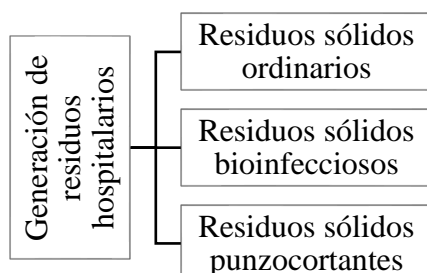 Generación de
residuos
hospitalarios
Residuos sólidos
ordinarios
Residuos sólidos
bioinfecciosos
Residuos sólidos
punzocortantes